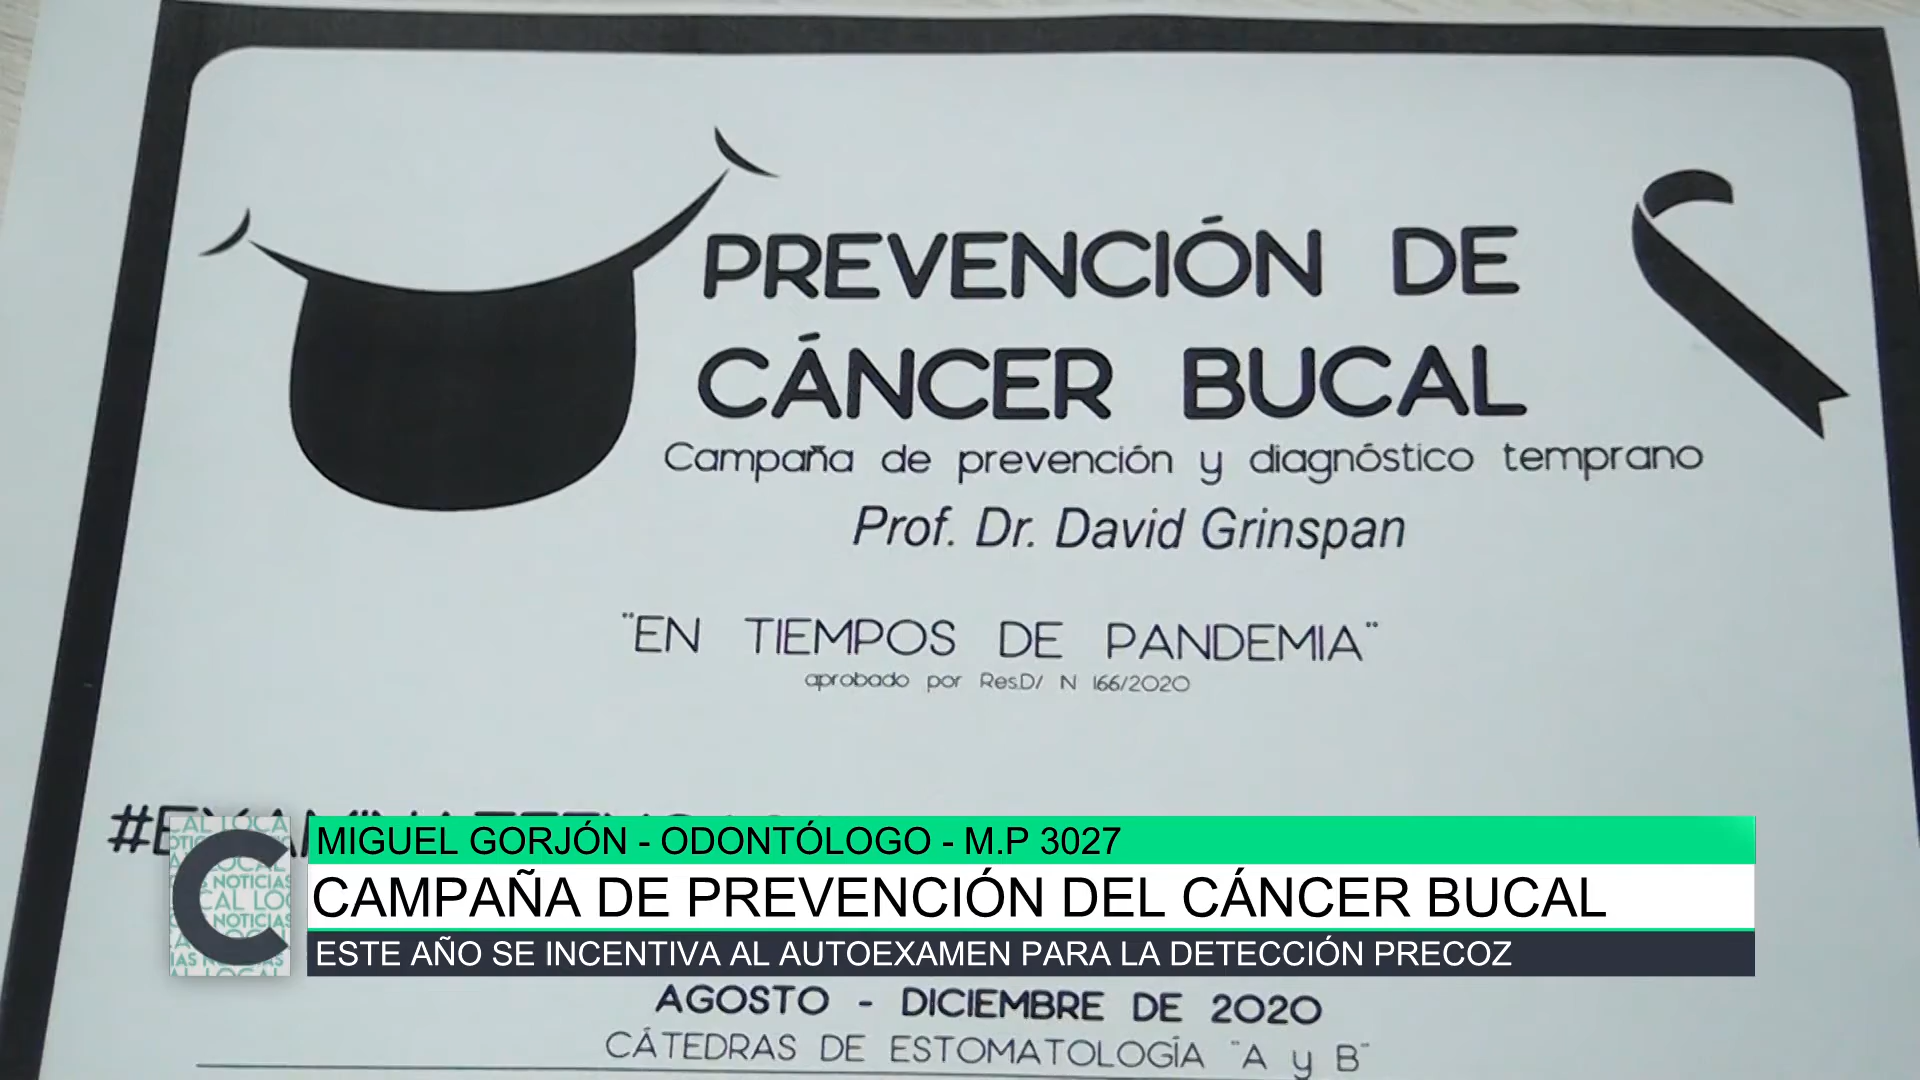 PREVENCIÓN DE
CÁNCER BUCAL
Campaña de prevención y diagnóstico temprano
Prof. Dr. David Grinspan
¨EN TIEMPOS DE PANDEMIA¨
aprobado por Res.D/ N 166/2020
MIGUEL GORJÓN - ODONTÓLOGO - M.P 3027
CAMPAÑA DE PREVENCIÓN DEL CÁNCER BUCAL
ESTE AÑO SE INCENTIVA AL AUTOEXAMEN PARA LA DETECCIÓN PRECOZ
C
NOTICIAS
NOTICIAS
AGOSTO - DICIEMBRE DE 2020
CÁTEDRAS DE ESTOMATOLOGÍA ¨A y B¨